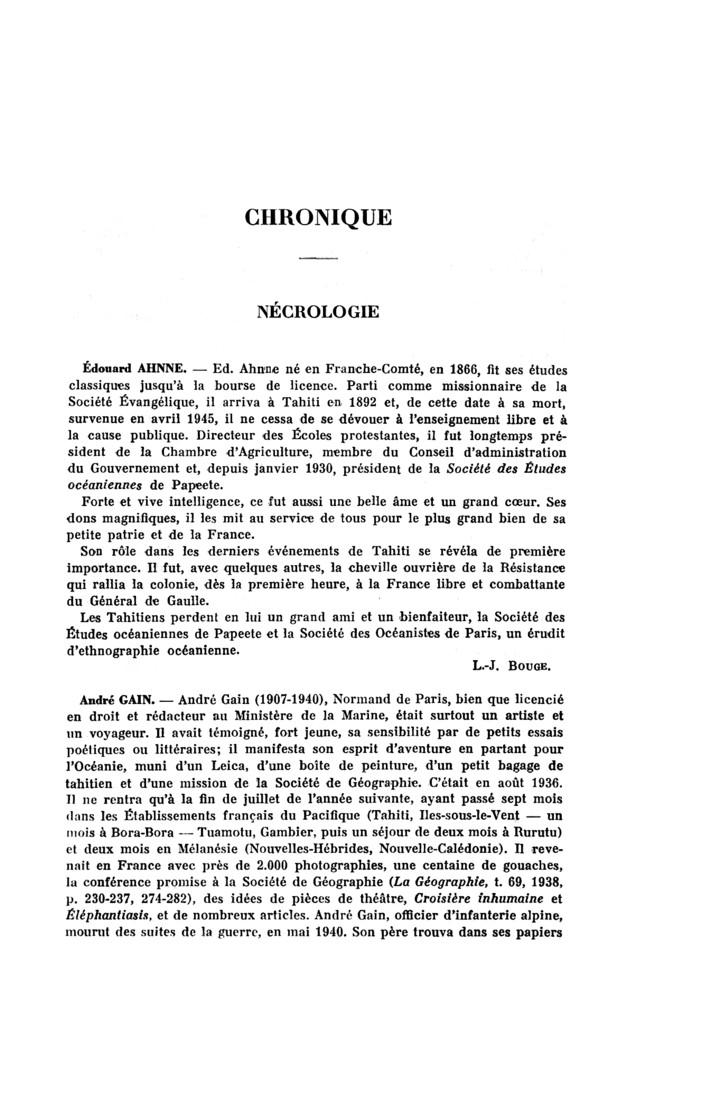 CHRONIQUE
NÉCROLOGIE
Édouard AHNNE. — Ed. Ahnne né en Franche-Comté, en 1866, fit ses études
classiques jusqu'à la bourse de licence. Parti comme missionnaire de la
Société Évangélique, il arriva à Tahiti en 1892 et, de cette date à sa mort,
survenue en avril 1945, il ne cessa de se dévouer à l'enseignement libre et à
la cause publique. Directeur des Écoles protestantes, il fut longtemps pré-
sident de la Chambre d'Agriculture, membre du Conseil d'administration
du Gouvernement et, depuis janvier 1930, président de la Société des Études
océaniennes de Papeete.
Forte et vive intelligence, ce fut aussi une belle âme et un grand cœur. Ses
dons magnifiques, il les mit au service de tous pour le plus grand bien de sa
petite patrie et de la France.
Son rôle dans les derniers événements de Tahiti se révéla de première
importance. Il fut, avec quelques autres, la cheville ouvrière de la Résistance
qui rallia la colonie, dès la première heure, à la France libre et combattante
du Général de Gaulle.
Les Tahitiens perdent en lui un grand ami et un bienfaiteur, la Société des
Études océaniennes de Papeete et la Société des Océanistes de Paris, un érudit
d'ethnographie océanienne.
L.-J. BOUGE.
André GAIN. — André Gain (1907-1940), Normand de Paris, bien que licencié
en droit et rédacteur au Ministère de la Marine, était surtout un artiste et
un voyageur. Il avait témoigné, fort jeune, sa sensibilité par de petits essais
poétiques ou littéraires; il manifesta son esprit d'aventure en partant pour
l'Océanie, muni d'un Leica, d'une boîte de peinture, d'un petit bagage de
tahitien et d'une mission de la Société de Géographie. C'était en août 1936.
Il ne rentra qu'à la fin de juillet de l'année suivante, ayant passé sept mois
dans les Établissements français du Pacifique (Tahiti, Iles-sous-le-Vent — un
mois à Bora-Bora — Tuamotu, Gambier, puis un séjour de deux mois à Rurutu)
et deux mois en Mélanésie (Nouvelles-Hébrides, Nouvelle-Calédonie). Il reve-
nait en France avec près de 2.000 photographies, une centaine de gouaches,
la conférence promise à la Société de Géographie (La Géographie, t. 69, 1938,
p. 230-237, 274-282), des idées de pièces de théâtre, Croisière inhumaine et
Éléphantiasis, et de nombreux articles. André Gain, officier d'infanterie alpine,
mourut des suites de la guerre, en mai 1940. Son père trouva dans ses papiers